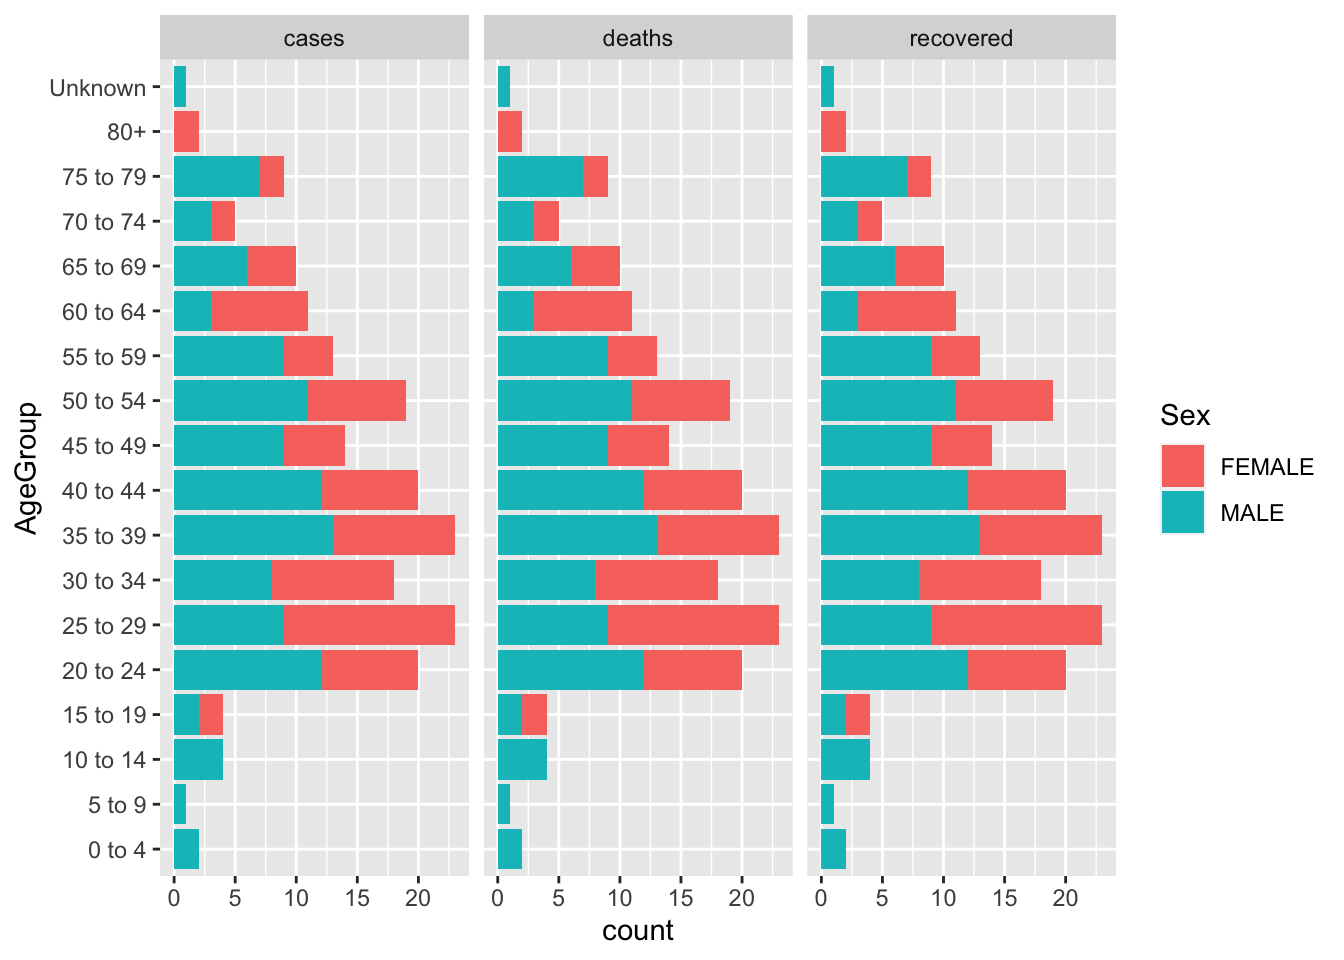 cases deaths recovered
Unknown
80+
75 to 79
70 to 74
65 to 69
60 to 64
55 to 59
50 to 54
45 to 49
40 to 44
35 to 39
30 to 34
25 to 29
20 to 24
15 to 19
10 to 14
5 to 9
0 to 4
AgeGroup
0 5 10 15 20 0 5 10 15 20 0 5 10 15 20
count
Sex
FEMALE
MALE